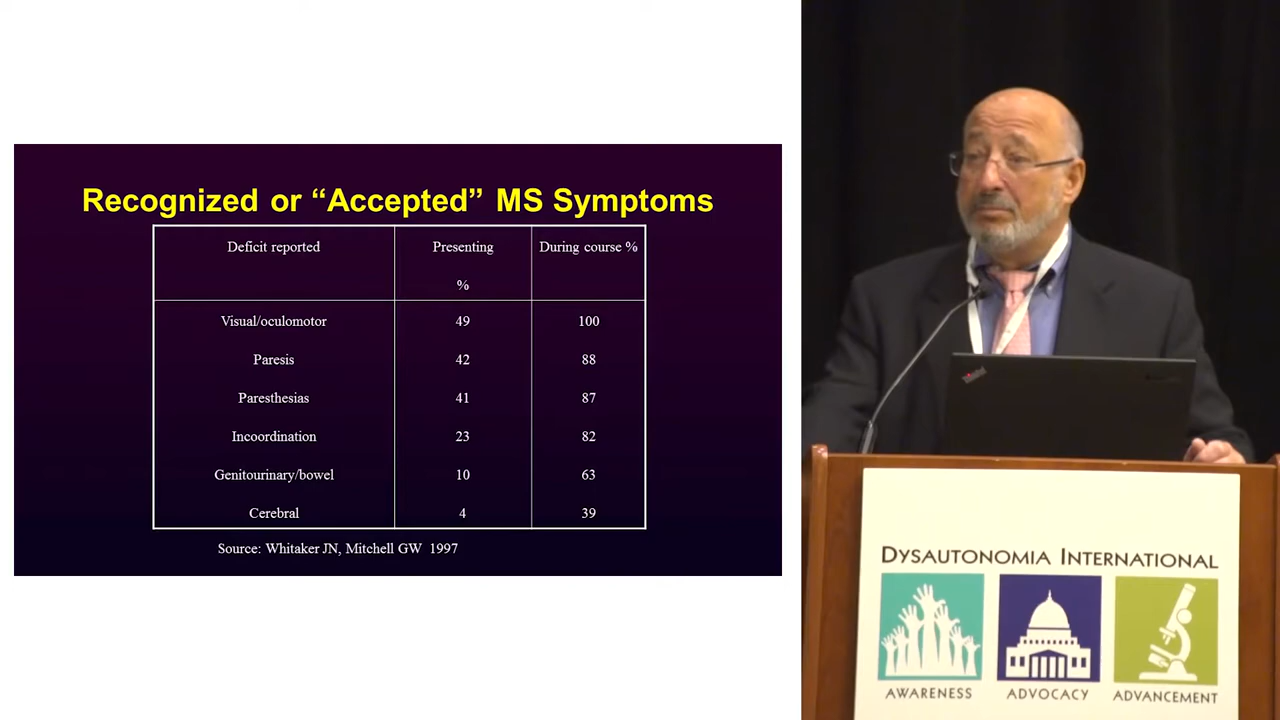 Recognized or “Accepted” MS Symptoms
Deficit reported Presenting % During course %
Visual/oculomotor 49 100
Paresis 42 88
Paresthesias 41 87
Incoordination 23 82
Genitourinary/bowel 10 63
Cerebral 4 39
Source: Whitaker JN, Mitchell GW 1997
DYSAUTONOMIA INTERNATIONAL
AWARENESS ADVOCACY ADVANCEMENT